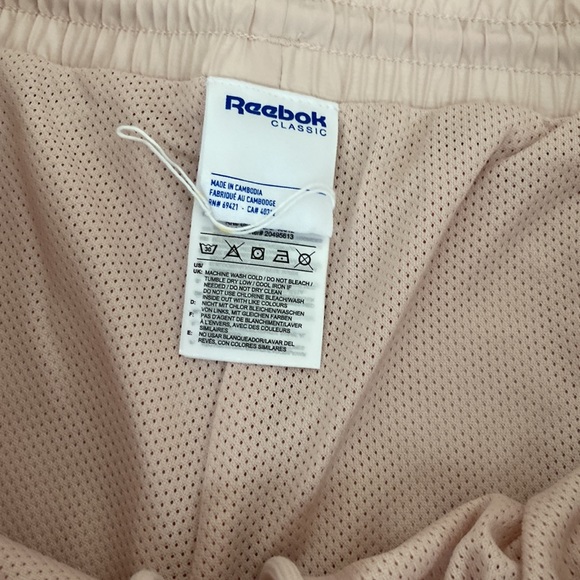 Reebok
CLASSIC
MADE IN CAMBODIA
FABRIQUÉ AU CAMBODGE
RN# 69421 - CA# 40
20495613
30
US/
UK: MACHINE WASH COLD / DO NOT BLEACH /
TUMBLE DRY LOW / COOL IRON IF
NEEDED / DO NOT DRY CLEAN
DO NOT USE CHLORINE BLEACH/WASH
INSIDE OUT WITH LIKE COLOURS
D: NICHT MIT CHLOR BLEICHEN/WASCHEN
VON LINKS, MIT GLEICHEN FARBEN
F: PAS D'AGENT DE BLANCHIMENT/LAVER
À L'ENVERS, AVEC DES COULEURS
SIMILAIRES
E: NO USAR BLANQUEADOR/LAVAR DEL
REVÉS, CON COLORES SIMILARES